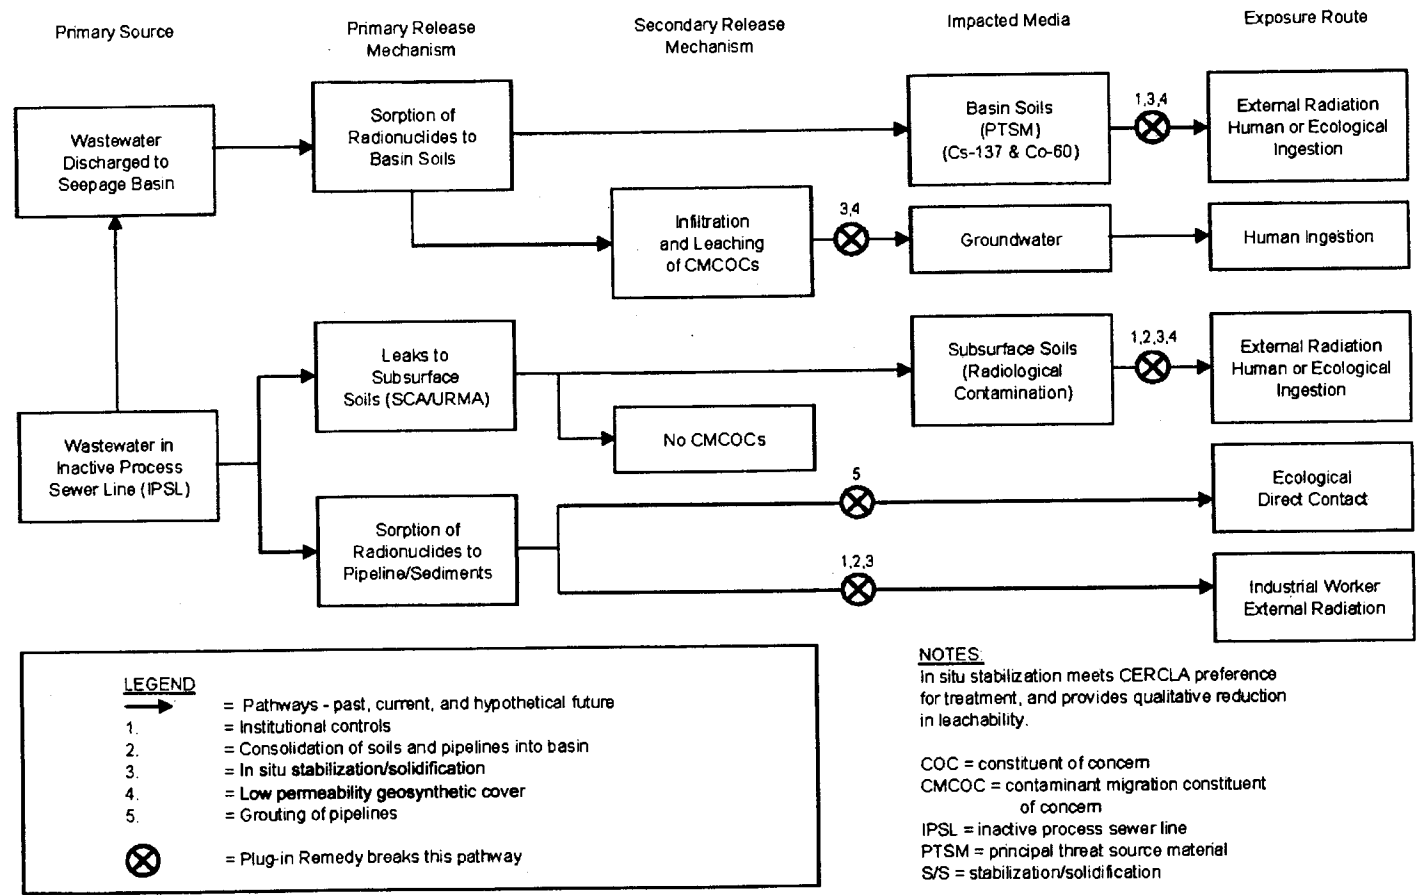 Primary Source
Primary Release
Mechanism
Secondary Release
Mechanism
Impacted Media
Exposure Route
Wastewater
Discharged to
Seepage Basin
Sorption of
Radionuclides to
Basin Soils
Basin Soils
(PTSM)
(Cs-137 & Co-60)
1,3,4
External Radiation
Human or Ecological
Ingestion
Infiltration
and Leaching
of CMCOCs
3,4
Groundwater
Human Ingestion
Leaks to
Subsurface
Soils (SCA/URMA)
Subsurface Soils
(Radiological
Contamination)
1,2,3,4
External Radiation
Human or Ecological
Ingestion
No CMCOCs
Wastewater in
Inactive Process
Sewer Line (IPSL)
Sorption of
Radionuclides to
Pipeline/Sediments
5
Ecological
Direct Contact
1,2,3
Industrial Worker
External Radiation
LEGEND
= Pathways - past, current, and hypothetical future
1. = Institutional controls
2. = Consolidation of soils and pipelines into basin
3. = In situ stabilization/solidification
4. = Low permeability geosynthetic cover
5. = Grouting of pipelines
= Plug-in Remedy breaks this pathway
NOTES:
In situ stabilization meets CERCLA preference
for treatment, and provides qualitative reduction
in leachability.
COC = constituent of concern
CMCOC = contaminant migration constituent
of concern
IPSL = inactive process sewer line
PTSM = principal threat source material
S/S = stabilization/solidification